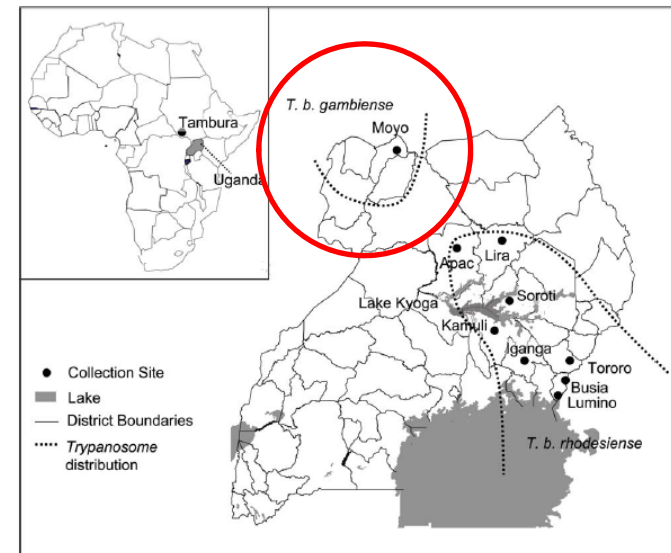 T. b. gambiense
Moyo
Tambura
Uganda
Lira
Apac
Soroti
Lake Kyoga
Kamuli
Iganga
Tororo
Busia
Lumino
T. b. rhodesiense
Collection Site
Lake
District Boundaries
Trypanosome
distribution